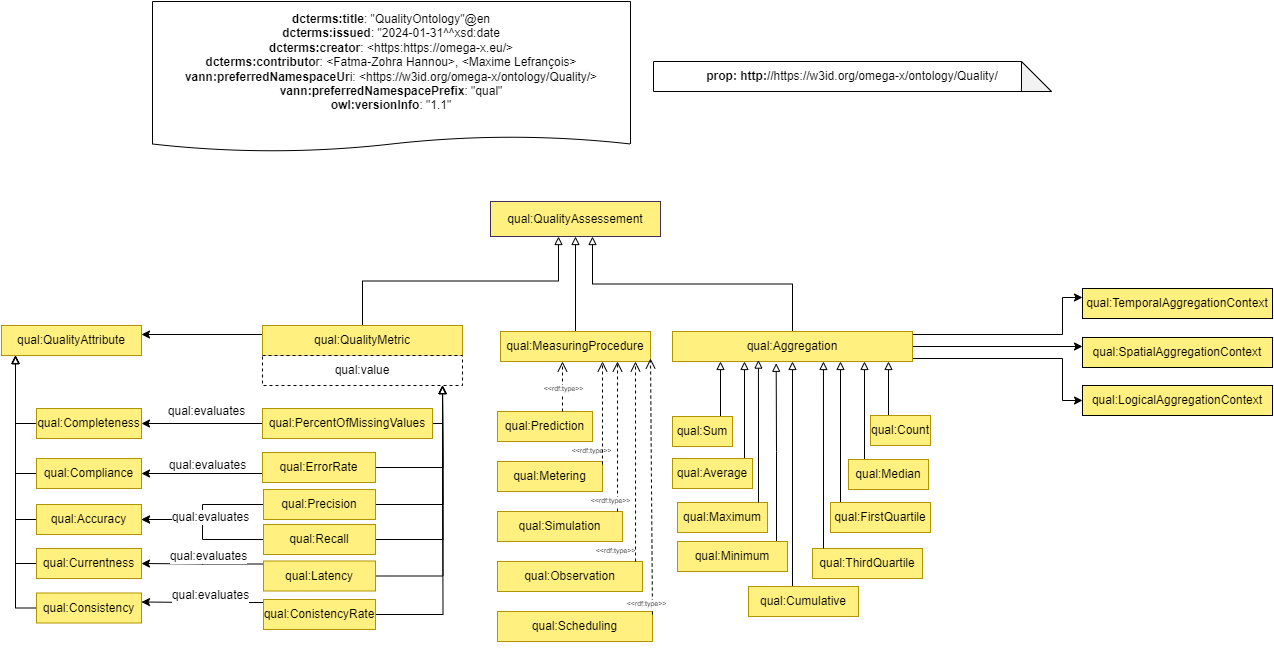 dcterms:title: "QualityOntology"@en
dcterms:issued: "2024-01-31^^xsd:date
dcterms:creator: <https:https://omega-x.eu/>
dcterms:contributor: <Fatma-Zohra Hannou>, <Maxime Lefrançois>
vann:preferredNamespaceUri: <https://w3id.org/omega-x/ontology/Quality/>
vann:preferredNamespacePrefix: "qual"
owl:versionInfo: "1.1"
prop: http://https://w3id.org/omega-x/ontology/Quality/
qual:QualityAssessement
qual:QualityAttribute
qual:QualityMetric
qual:value
qual:MeasuringProcedure
qual:Aggregation
qual:TemporalAggregationContext
qual:SpatialAggregationContext
qual:LogicalAggregationContext
qual:Completeness
qual:evaluates
qual:PercentOfMissingValues
qual:Compliance
qual:evaluates
qual:ErrorRate
qual:Accuracy
qual:evaluates
qual:Precision
qual:Recall
qual:Currentness
qual:evaluates
qual:Latency
qual:Consistency
qual:evaluates
qual:ConistencyRate
<<rdf:type>>
qual:Prediction
<<rdf:type>>
qual:Metering
<<rdf:type>>
qual:Simulation
<<rdf:type>>
qual:Observation
<<rdf:type>>
qual:Scheduling
qual:Sum
qual:Average
qual:Maximum
qual:Minimum
qual:Cumulative
qual:Count
qual:Median
qual:FirstQuartile
qual:ThirdQuartile